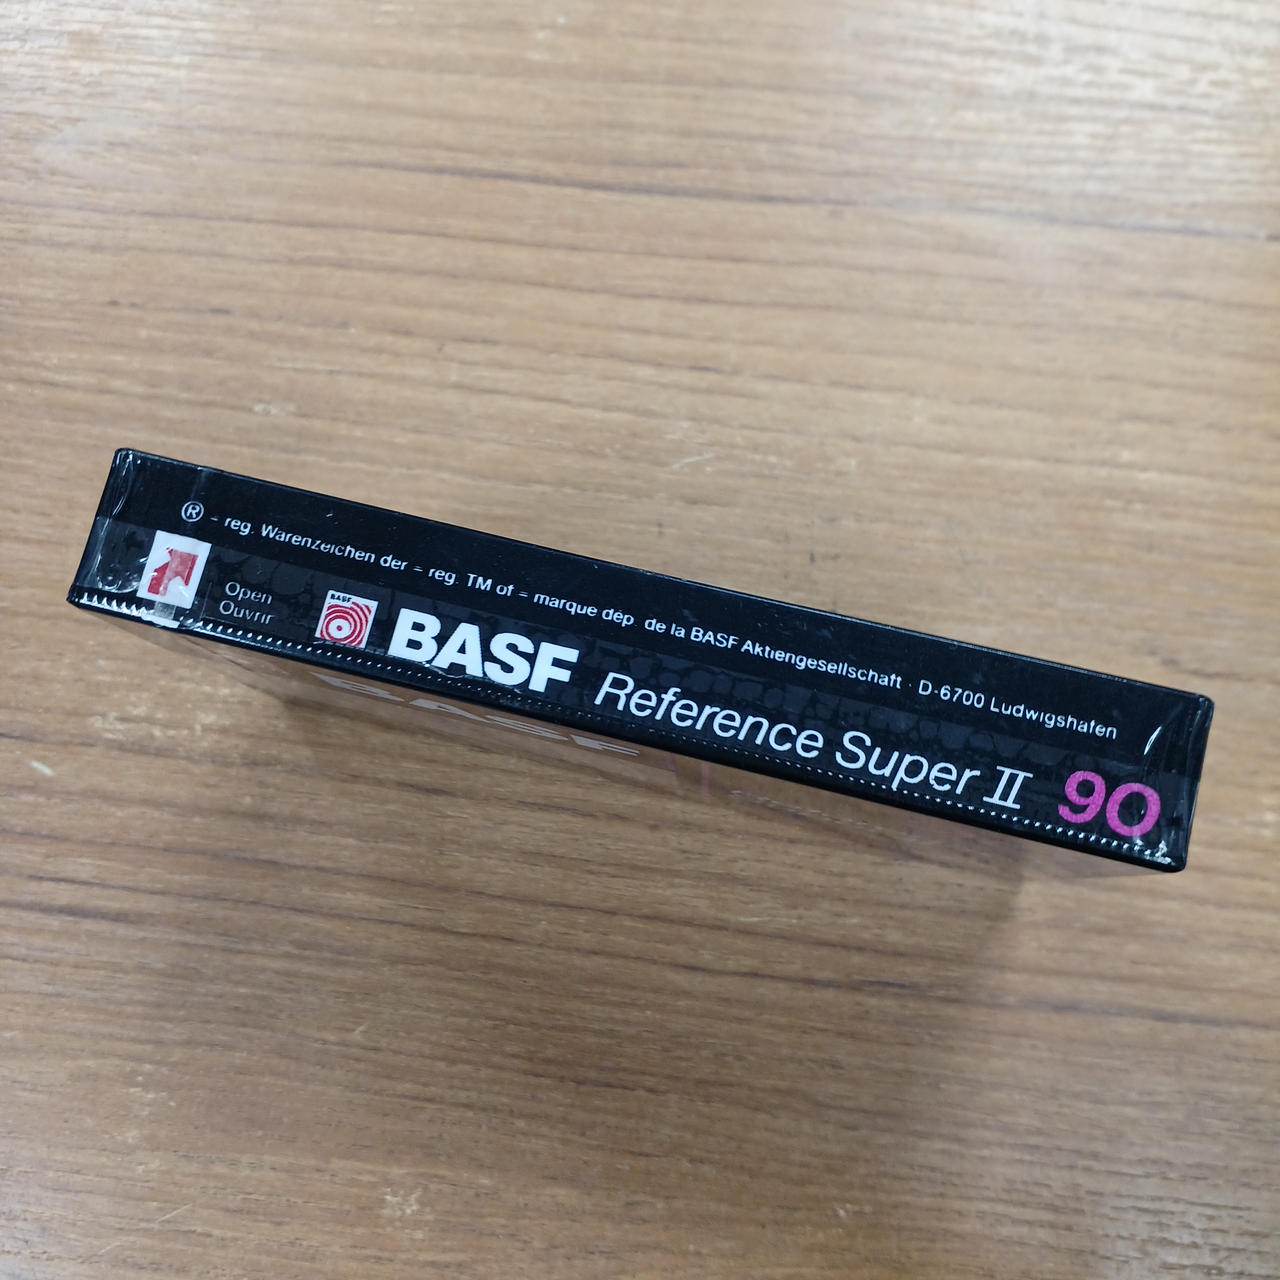 ® = reg. Warenzeichen der = reg. TM of = marque dép. de la BASF Aktiengesellschaft · D-6700 Ludwigshafen
Open
Ouvrir
BASF
BASF Reference Super II 90
BASF